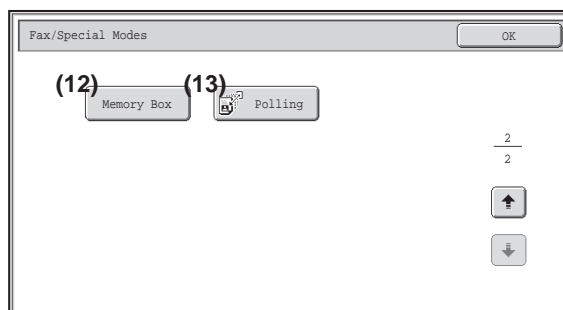 Fax/Special Modes OK
(12) (13)
Memory Box Polling
2
2